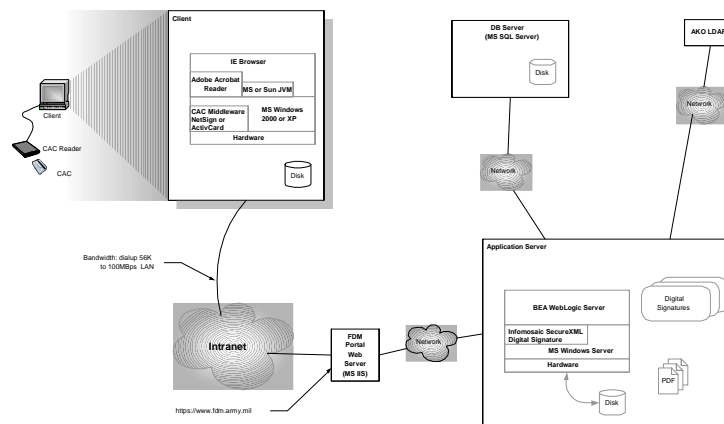 Client
IE Browser
Adobe Acrobat
Reader
MS or Sun JVM
CAC Middleware
NetSign or
ActivCard
MS Windows
2000 or XP
Hardware
Disk
Client
CAC Reader
CAC
Bandwidth: dialup 56K
to 100MBps LAN
Intranet
https://www.fdm.army.mil
FDM
Portal
Web
Server
(MS IIS)
Network
DB Server
(MS SQL Server)
Disk
Network
AKO LDAP
Network
Application Server
BEA WebLogic Server
Infomosaic SecureXML
Digital Signature
MS Windows Server
Hardware
Disk
Digital
Signatures
PDF